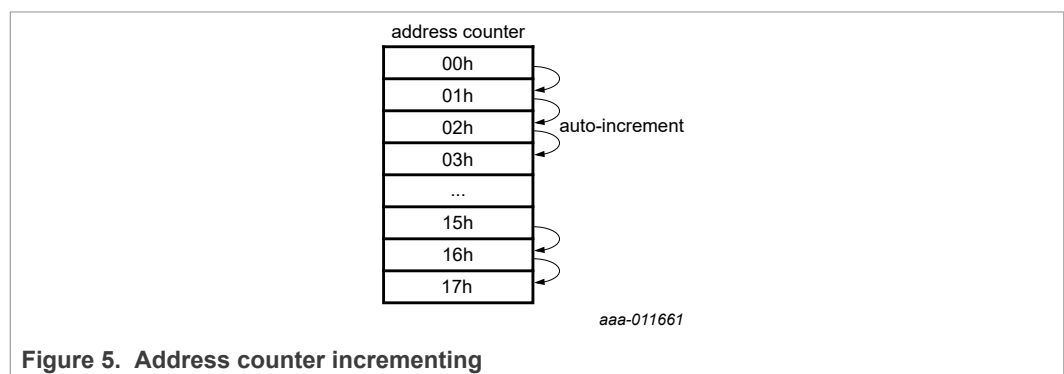 address counter
00h
01h
02h
auto-increment
03h
...
15h
16h
17h
aaa-011661
Figure 5. Address counter incrementing